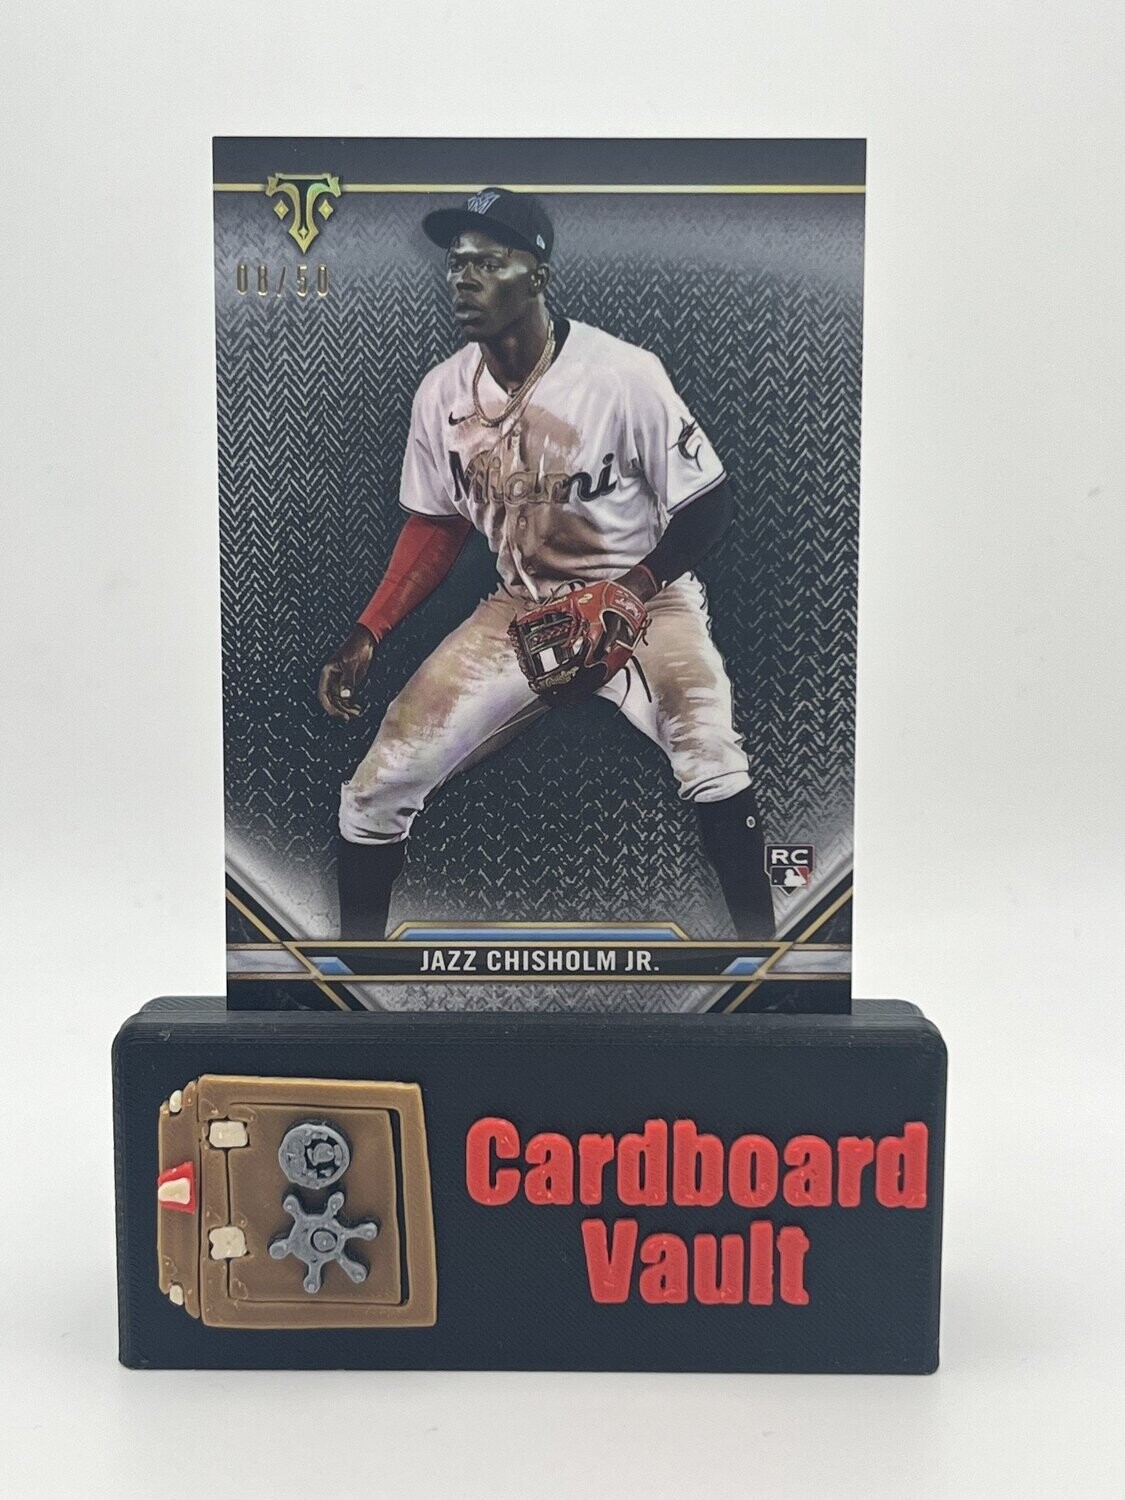 08/50
Miami
RC
JAZZ CHISHOLM JR.
Cardboard
Vault